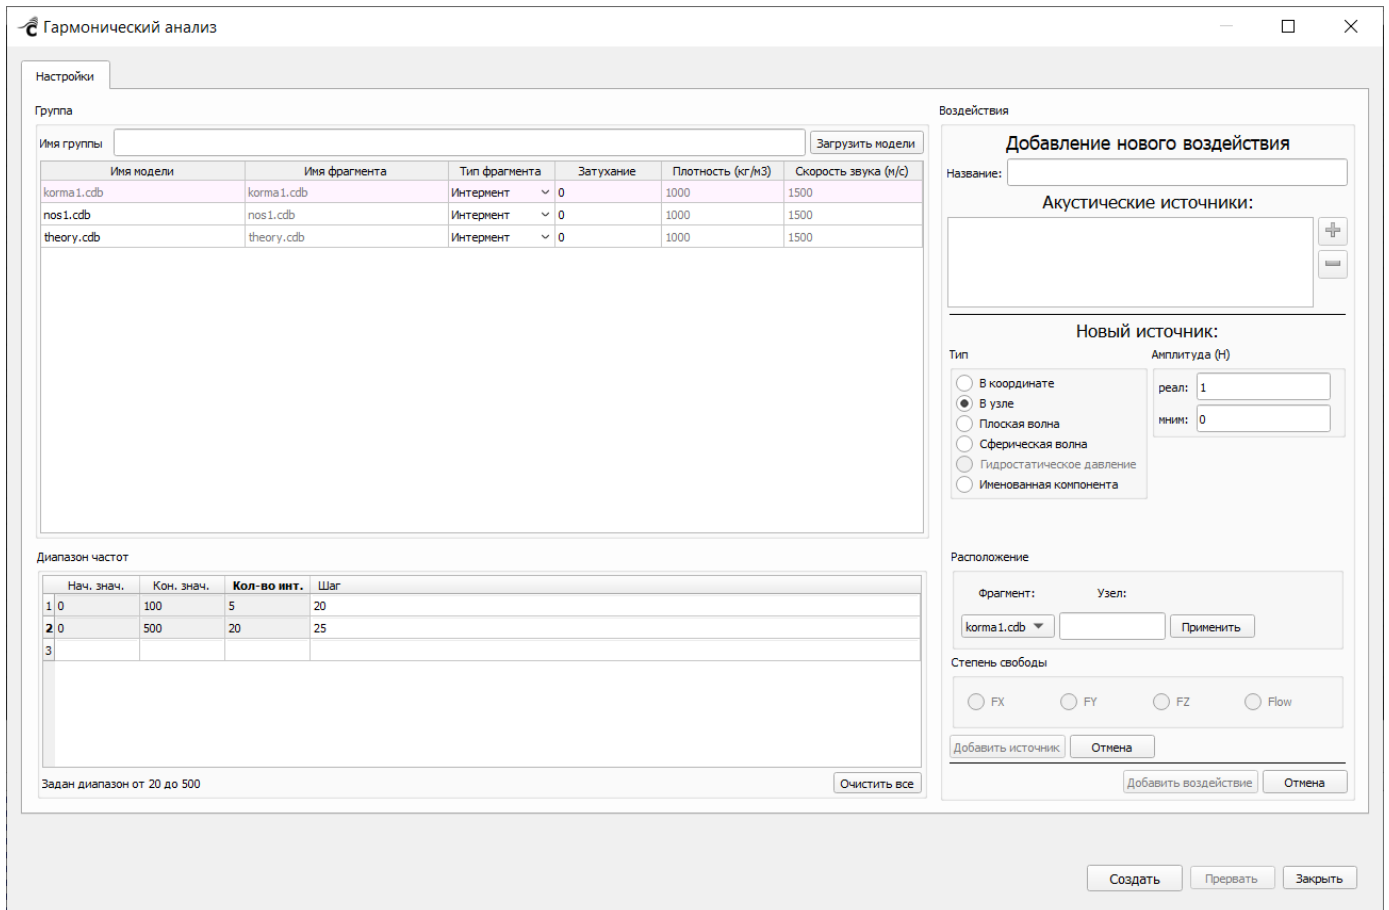 Гармонический анализ
Настройки
Группа
Имя группы
Загрузить модели
Имя модели Имя фрагмента Тип фрагмента Затухание Плотность (кг/м3) Скорость звука (м/с)
korma1.cdb korma1.cdb Интермент 0 1000 1500
nos1.cdb nos1.cdb Интермент 0 1000 1500
theory.cdb theory.cdb Интермент 0 1000 1500
Диапазон частот
Нач. знач. Кон. знач. Кол-во инт. Шаг
1 0 100 5 20
2 0 500 20 25
3
Задан диапазон от 20 до 500
Очистить все
Воздействия
Добавление нового воздействия
Название:
Акустические источники:
Новый источник:
Тип
В координате
В узле
Плоская волна
Сферическая волна
Гидростатическое давление
Именованная компонента
Амплитуда (Н)
реал: 1
мним: 0
Расположение
Фрагмент: Узел:
korma1.cdb
Применить
Степень свободы
FX FY FZ Flow
Добавить источник Отмена
Добавить воздействие Отмена
Создать Прервать Закрыть